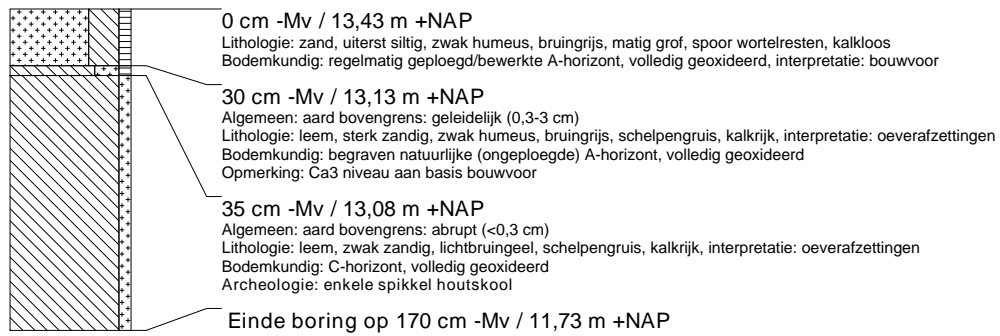 0 cm -Mv / 13,43 m +NAP
Lithologie: zand, uiterst siltig, zwak humeus, bruingrijs, matig grof, spoor wortelresten, kalkloos
Bodemkundig: regelmatig geploegd/bewerkte A-horizont, volledig geoxideerd, interpretatie: bouwvoor
30 cm -Mv / 13,13 m +NAP
Algemeen: aard bovengrens: geleidelijk (0,3-3 cm)
Lithologie: leem, sterk zandig, zwak humeus, bruingrijs, schelpengruis, kalkrijk, interpretatie: oeverafzettingen
Bodemkundig: begraven natuurlijke (ongeploegde) A-horizont, volledig geoxideerd
Opmerking: Ca3 niveau aan basis bouwvoor
35 cm -Mv / 13,08 m +NAP
Algemeen: aard bovengrens: abrupt (<0,3 cm)
Lithologie: leem, zwak zandig, lichtbruingeel, schelpengruis, kalkrijk, interpretatie: oeverafzettingen
Bodemkundig: C-horizont, volledig geoxideerd
Archeologie: enkele spikkel houtskool
Einde boring op 170 cm -Mv / 11,73 m +NAP